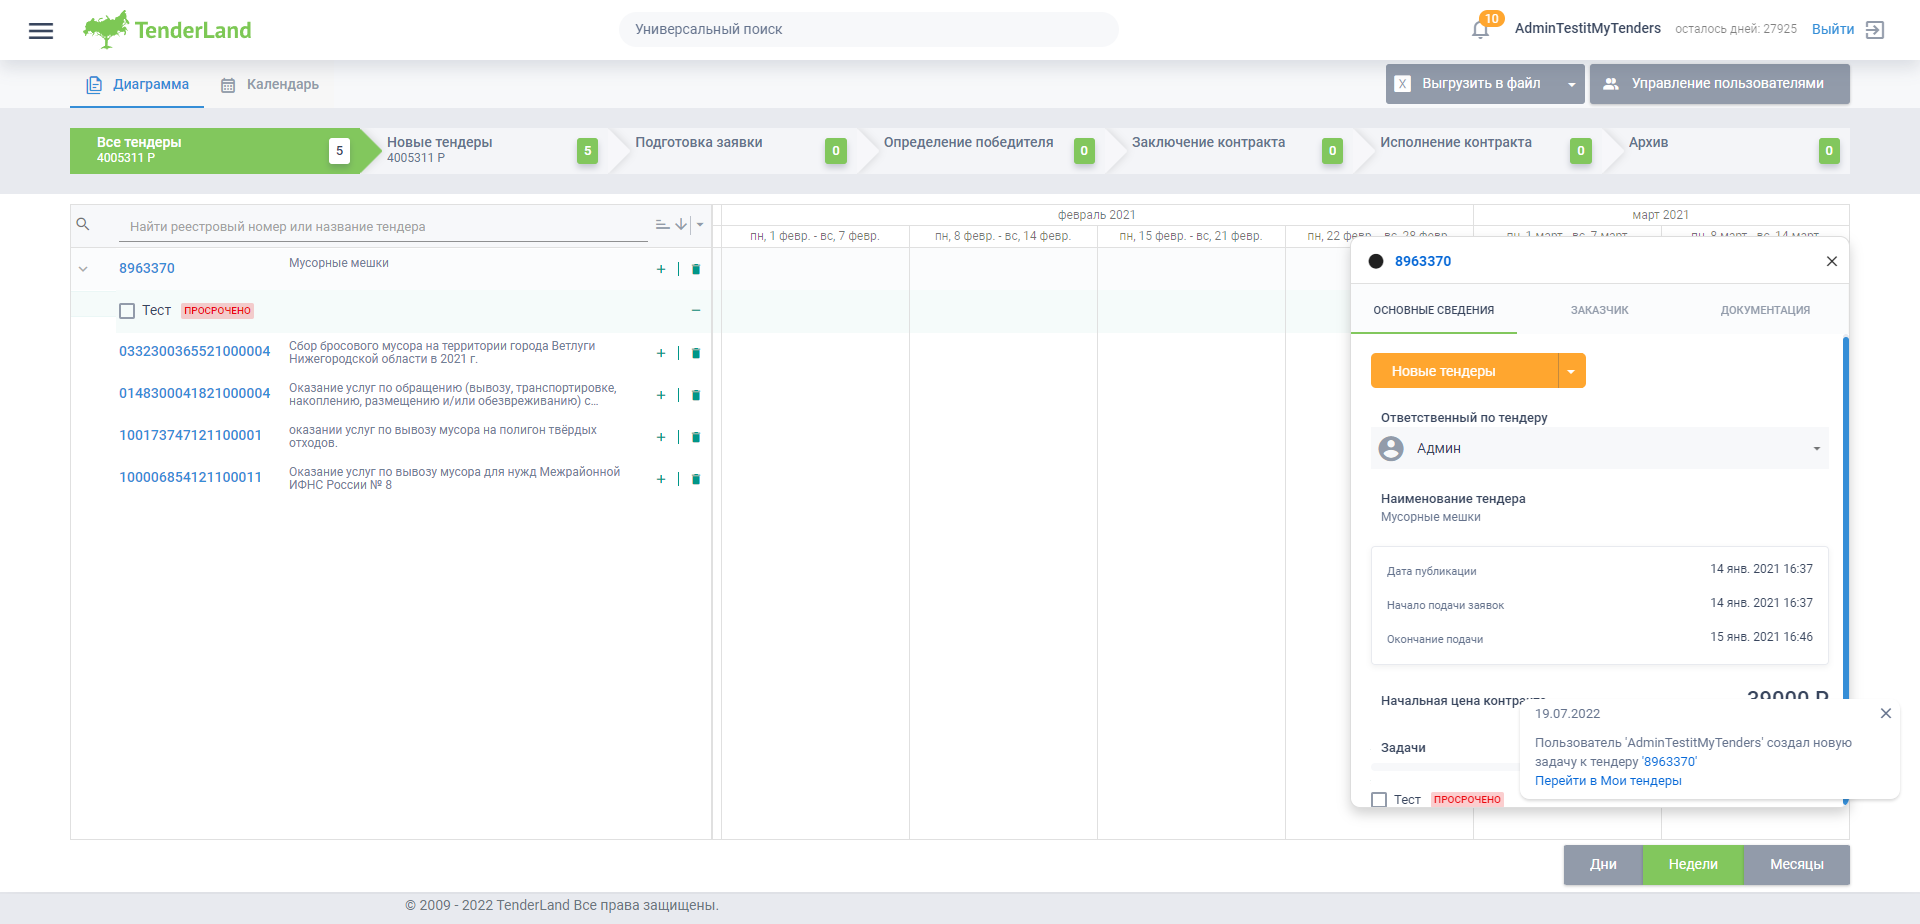 TenderLand
Универсальный поиск
10
AdminTestitMyTenders
осталось дней: 27925
Выйти
Диаграмма
Календарь
X
Выгрузить в файл
Управление пользователями
Все тендеры
4005311 Р
5
Новые тендеры
4005311 Р
5
Подготовка заявки
0
Определение победителя
0
Заключение контракта
0
Исполнение контракта
0
Архив
0
Найти реестровый номер или название тендера
февраль 2021
март 2021
пн, 1 февр. - вс, 7 февр.
пн, 8 февр. - вс, 14 февр.
пн, 15 февр. - вс, 21 февр.
пн, 22 февр. - вс, 28 февр.
пн, 1 март. - вс, 7 март.
пн, 8 март. - вс, 14 март.
8963370
Мусорные мешки
Тест
ПРОСРОЧЕНО
0332300365521000004
Сбор бросового мусора на территории города Ветлуги
Нижегородской области в 2021 г.
0148300041821000004
Оказание услуг по обращению (вывозу, транспортировке,
накоплению, размещению и/или обезвреживанию) с...
100173747121100001
оказании услуг по вывозу мусора на полигон твёрдых
отходов.
100006854121100011
Оказание услуг по вывозу мусора для нужд Межрайонной
ИФНС России № 8
8963370
ОСНОВНЫЕ СВЕДЕНИЯ
ЗАКАЗЧИК
ДОКУМЕНТАЦИЯ
Новые тендеры
Ответственный по тендеру
Админ
Наименование тендера
Мусорные мешки
Дата публикации
14 янв. 2021 16:37
Начало подачи заявок
14 янв. 2021 16:37
Окончание подачи
15 янв. 2021 16:46
Начальная цена контракта
39000 Р
Задачи
Тест
ПРОСРОЧЕНО
19.07.2022
Пользователь 'AdminTestitMyTenders' создал новую
задачу к тендеру '8963370'
Перейти в Мои тендеры
Дни
Недели
Месяцы
© 2009 - 2022 TenderLand Все права защищены.